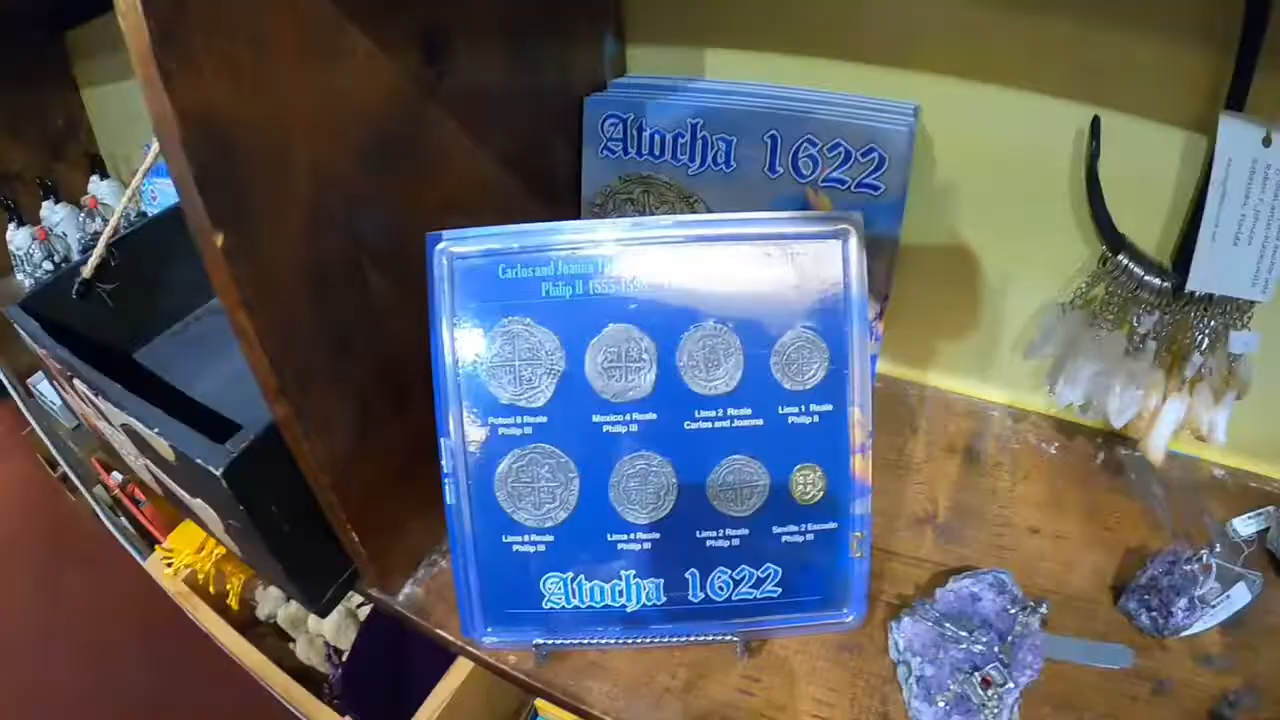 Atocha 1622
Carlos and Joanna
Philip II 1555-1598
Potosi 8 Reale
Philip III
Mexico 4 Reale
Philip III
Lima 2 Reale
Carlos and Joanna
Lima 1 Reale
Philip II
Lima 8 Reale
Philip III
Lima 4 Reale
Philip III
Lima 2 Reale
Philip III
Seville 2 Escudo
Philip III
Atocha 1622